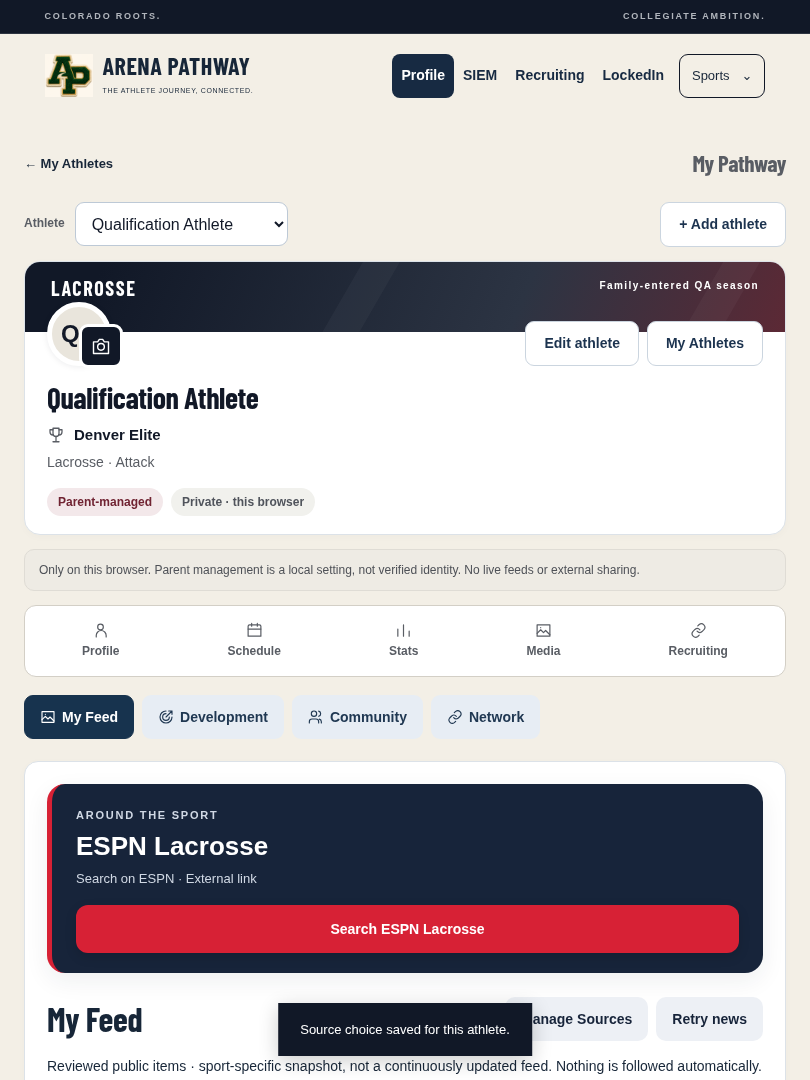 COLORADO ROOTS.
COLLEGIATE AMBITION.
AP
ARENA PATHWAY
THE ATHLETE JOURNEY, CONNECTED.
Profile
SIEM
Recruiting
LockedIn
Sports
← My Athletes
My Pathway
Athlete
Qualification Athlete
+ Add athlete
LACROSSE
Family-entered QA season
Q
Edit athlete
My Athletes
Qualification Athlete
Denver Elite
Lacrosse · Attack
Parent-managed
Private · this browser
Only on this browser. Parent management is a local setting, not verified identity. No live feeds or external sharing.
Profile
Schedule
Stats
Media
Recruiting
My Feed
Development
Community
Network
AROUND THE SPORT
ESPN Lacrosse
Search on ESPN · External link
Search ESPN Lacrosse
My Feed
Sources
Retry news
Source choice saved for this athlete.
Reviewed public items · sport-specific snapshot, not a continuously updated feed. Nothing is followed automatically.